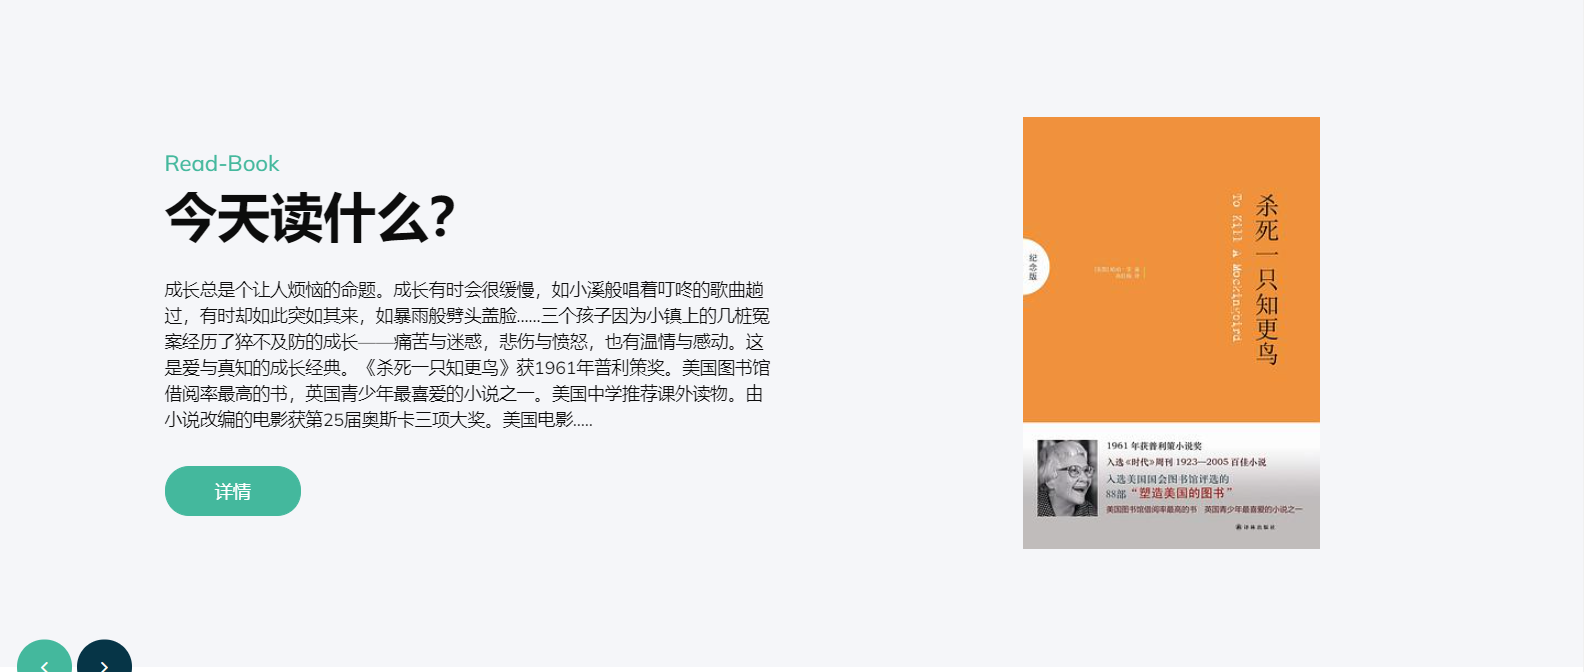 Read-Book
今天读什么？
成长总是个让人烦恼的命题。成长有时会很缓慢，如小溪般唱着叮咚的歌曲趟
过，有时却如此突如其来，如暴雨般劈头盖脸......三个孩子因为小镇上的几桩冤
案经历了猝不及防的成长——痛苦与迷惑，悲伤与愤怒，也有温情与感动。这
是爱与真知的成长经典。《杀死一只知更鸟》获1961年普利策奖。美国图书馆
借阅率最高的书，英国青少年最喜爱的小说之一。美国中学推荐课外读物。由
小说改编的电影获第25届奥斯卡三项大奖。美国电影.....
详情
杀死一只知更鸟
To Kill A Mockingbird
纪念版
1961 年获普利策小说奖
入选《时代》周刊 1923—2005 百佳小说
入选美国国会图书馆评选的
88部“塑造美国的图书”
美国图书馆借阅率最高的书 英国青少年最喜爱的小说之一
译林出版社